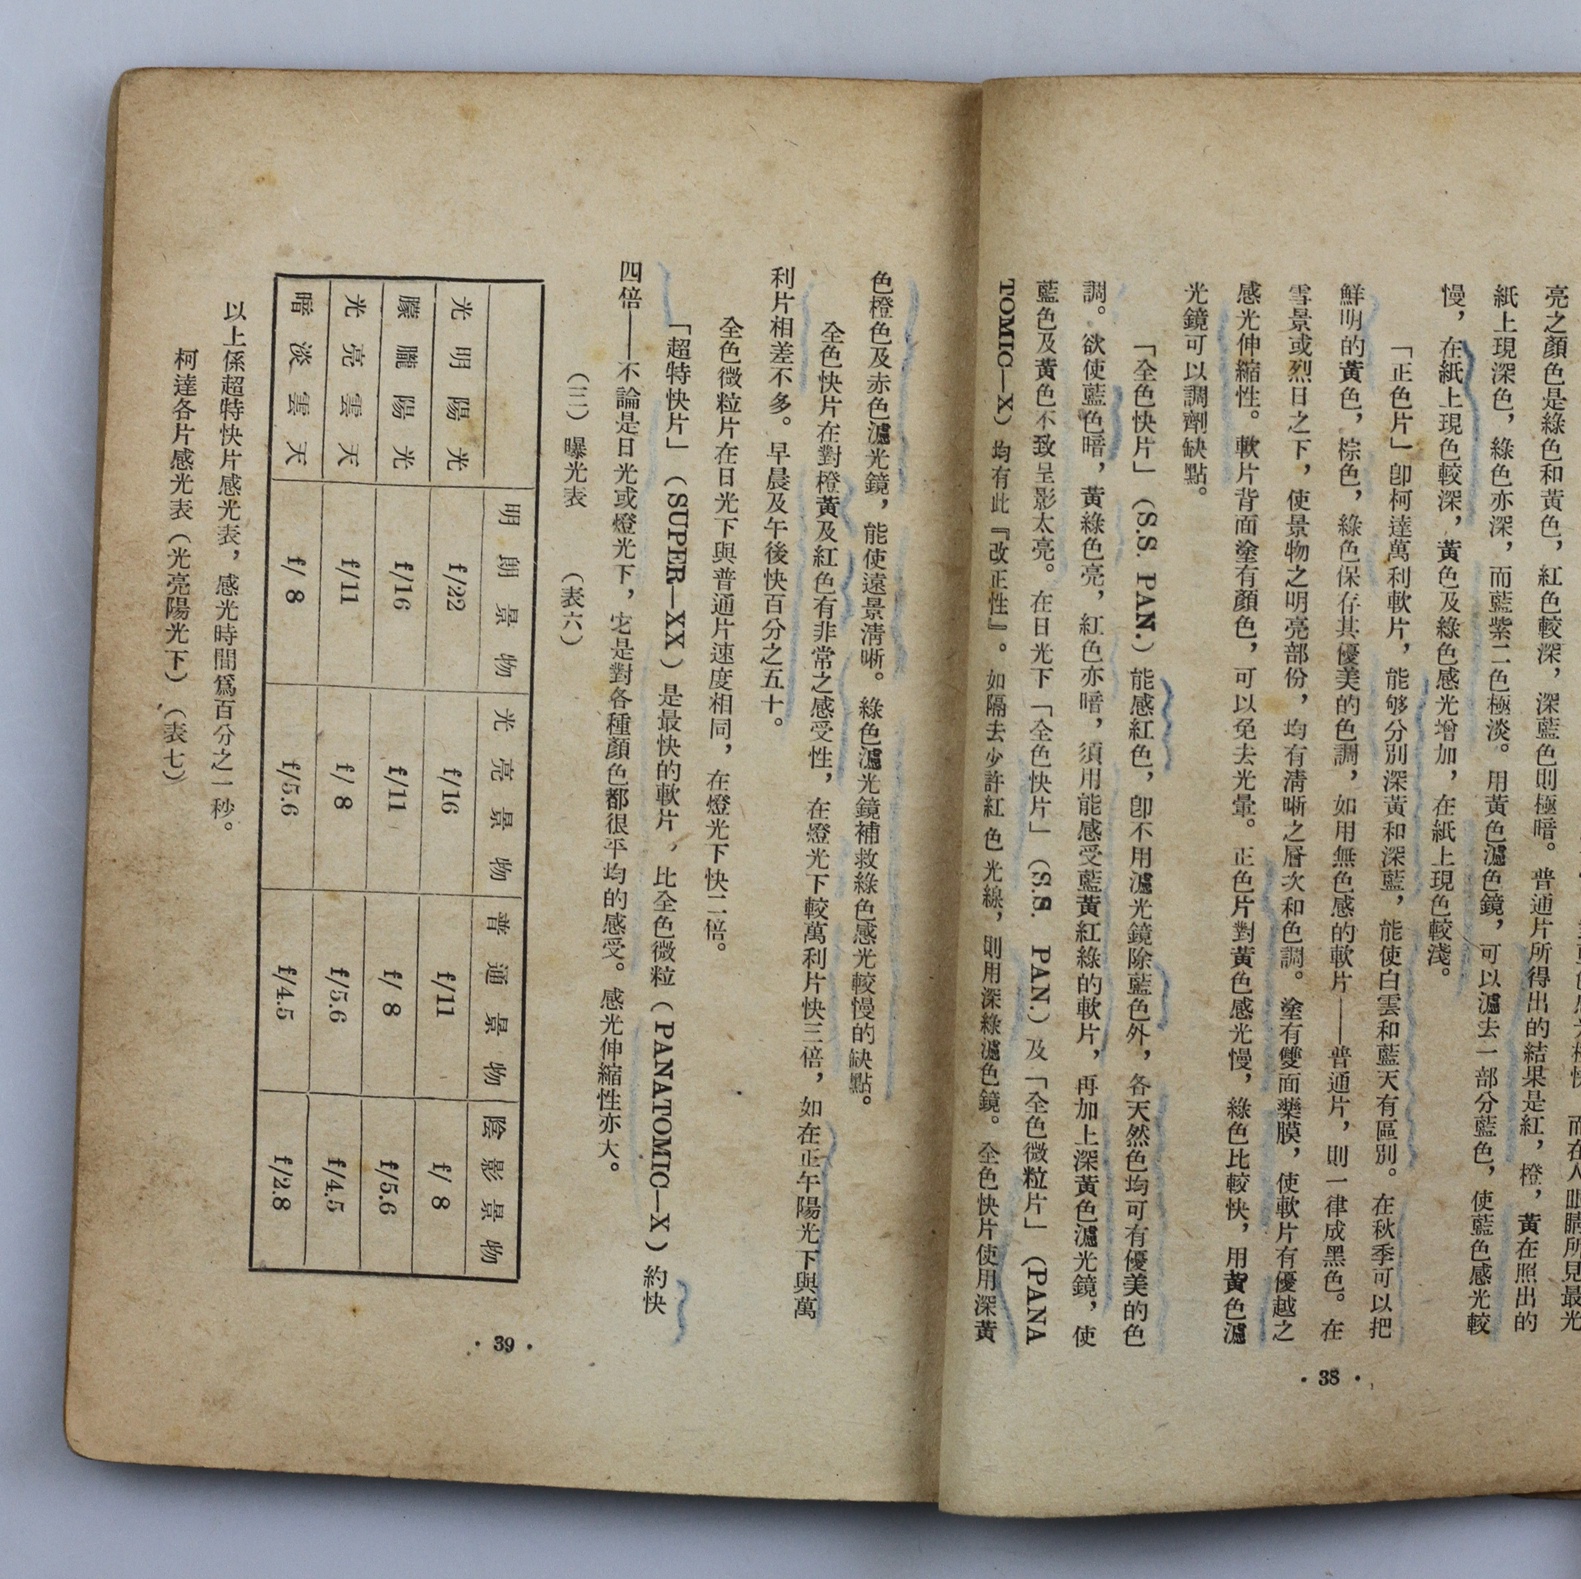 亮之顏色是綠色和黃色，紅色較深，深藍色則極暗。普通片所得出的結果是紅，橙，黃在照出的
紙上現深色，綠色亦深，而藍紫二色極淡。用黃色濾色鏡，可以濾去一部分藍色，使藍色感光較
慢，在紙上現色較深，黃色及綠色感光增加，在紙上現色較淺。
「正色片」卽柯達萬利軟片，能够分別深黃和深藍，能使白雲和藍天有區別。在秋季可以把
鮮明的黃色，棕色，綠色保存其優美的色調，如用無色感的軟片——普通片，則一律成黑色。在
雪景或烈日之下，使景物之明亮部份，均有清晰之層次和色調。塗有雙面藥膜，使軟片有優越之
感光伸縮性。軟片背面塗有顏色，可以免去光暈。正色片對黃色感光慢，綠色比較快，用黃色濾
光鏡可以調劑缺點。
「全色快片」（S.S. PAN.）能感紅色，卽不用濾光鏡除藍色外，各天然色均可有優美的色
調。欲使藍色暗，黃綠色亮，紅色亦暗，須用能感受藍黃紅綠的軟片，再加上深黃色濾光鏡，使
藍色及黃色不致呈影太亮。在日光下「全色快片」（S.S. PAN.）及「全色微粒片」（PANA
TOMIC—X）均有此『改正性』。如隔去少許紅色光線，則用深綠濾色鏡。全色快片使用深黃
· 38 ·
色橙色及赤色濾光鏡，能使遠景清晰。綠色濾光鏡補救綠色感光較慢的缺點。
全色快片在對橙黃及紅色有非常之感受性，在燈光下較萬利片快三倍，如在正午陽光下與萬
利片相差不多。早晨及午後快百分之五十。
全色微粒片在日光下與普通片速度相同，在燈光下快二倍。
「超特快片」（SUPER—XX）是最快的軟片，比全色微粒（PANATOMIC—X）約快
四倍——不論是日光或燈光下，它是對各種顏色都很平均的感受。感光伸縮性亦大。
（二）曝光表　（表六）
明朗景物 光亮景物 普通景物 陰影景物
光明陽光 f/22 f/16 f/11 f/8
朦朧陽光 f/16 f/11 f/8 f/5.6
光亮雲天 f/11 f/8 f/5.6 f/4.5
暗淡雲天 f/8 f/5.6 f/4.5 f/2.8
以上係超特快片感光表，感光時間爲百分之一秒。
柯達各片感光表（光亮陽光下）（表七）
· 39 ·